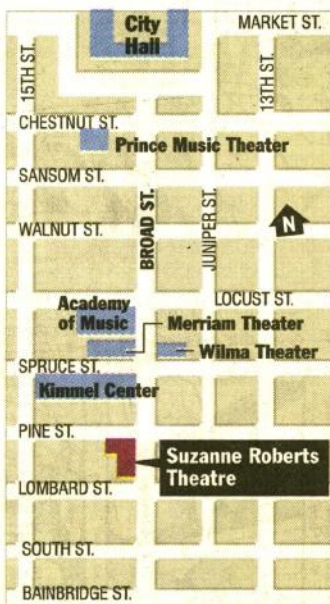 City
Hall
MARKET ST.
15TH ST.
13TH ST.
CHESTNUT ST.
Prince Music Theater
SANSOM ST.
BROAD ST.
JUNIPER ST.
N
WALNUT ST.
LOCUST ST.
Academy
of Music
Merriam Theater
Wilma Theater
SPRUCE ST.
Kimmel Center
PINE ST.
Suzanne Roberts
Theatre
LOMBARD ST.
SOUTH ST.
BAINBRIDGE ST.